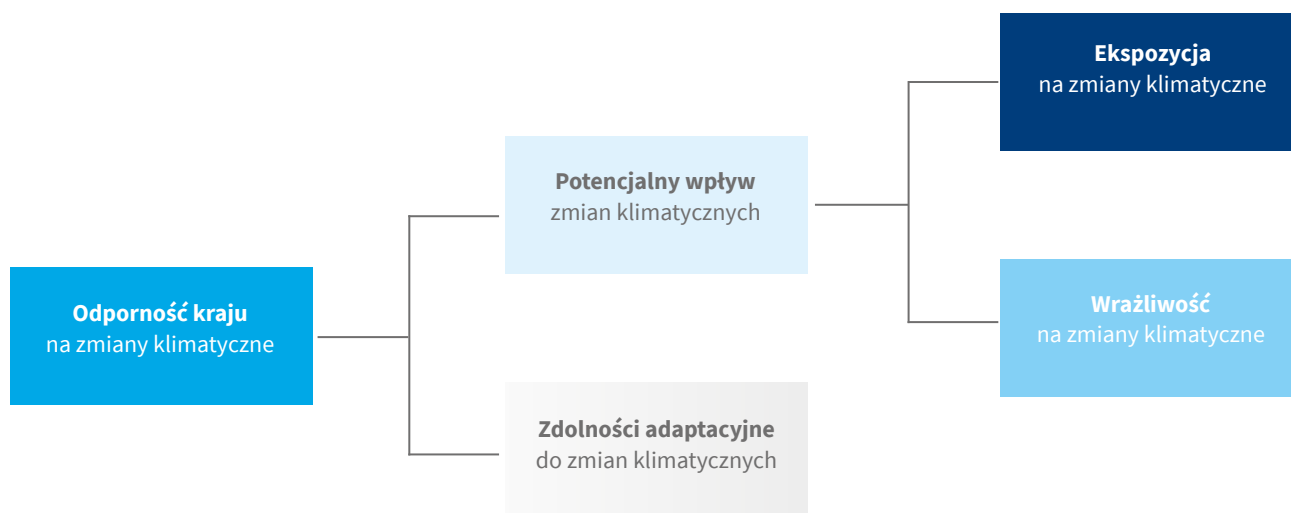 Ekspozycja
na zmiany klimatyczne
Potencjalny wpływ
zmian klimatycznych
Odporność kraju
na zmiany klimatyczne
Wrażliwość
na zmiany klimatyczne
Zdolności adaptacyjne
do zmian klimatycznych